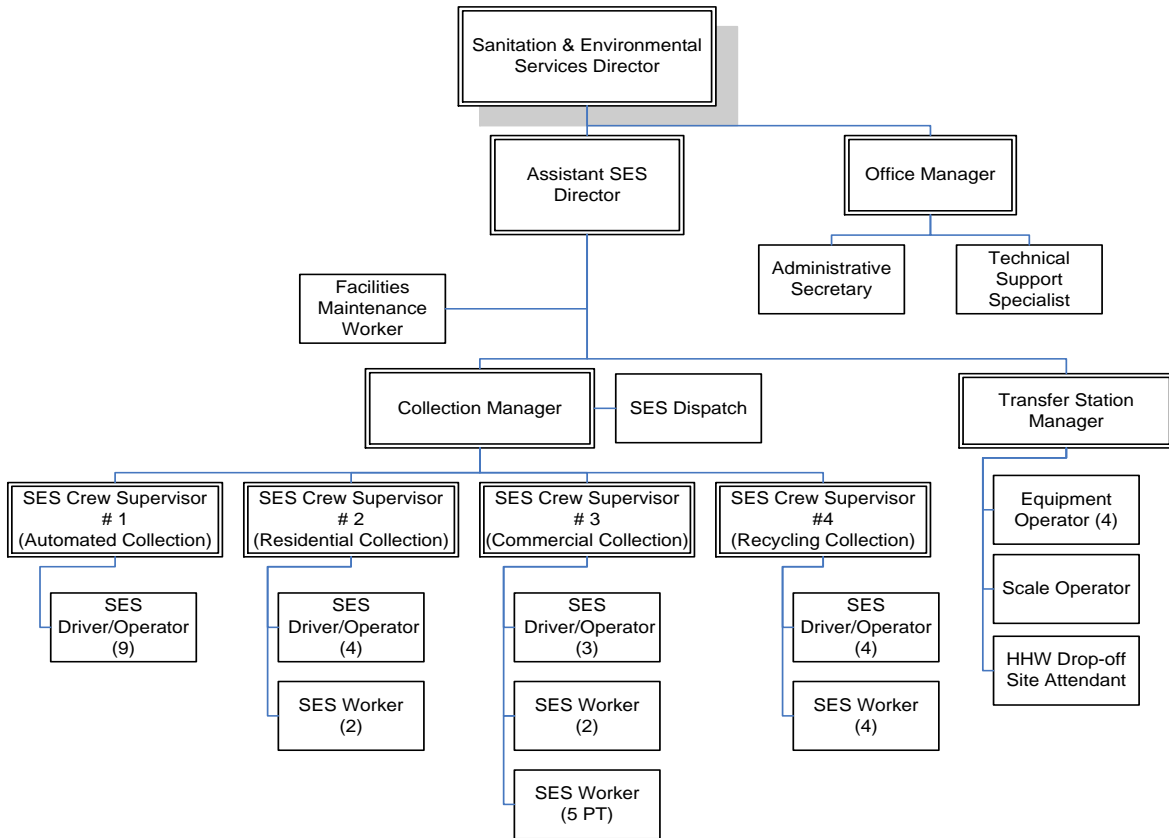 Sanitation & Environmental
Services Director
Assistant SES
Director
Office Manager
Administrative
Secretary
Technical
Support
Specialist
Facilities
Maintenance
Worker
Collection Manager
SES Dispatch
Transfer Station
Manager
SES Crew Supervisor
# 1
(Automated Collection)
SES Crew Supervisor
# 2
(Residential Collection)
SES Crew Supervisor
# 3
(Commercial Collection)
SES Crew Supervisor
#4
(Recycling Collection)
Equipment
Operator (4)
Scale Operator
HHW Drop-off
Site Attendant
SES
Driver/Operator
(9)
SES
Driver/Operator
(4)
SES Worker
(2)
SES
Driver/Operator
(3)
SES Worker
(2)
SES Worker
(5 PT)
SES
Driver/Operator
(4)
SES Worker
(4)